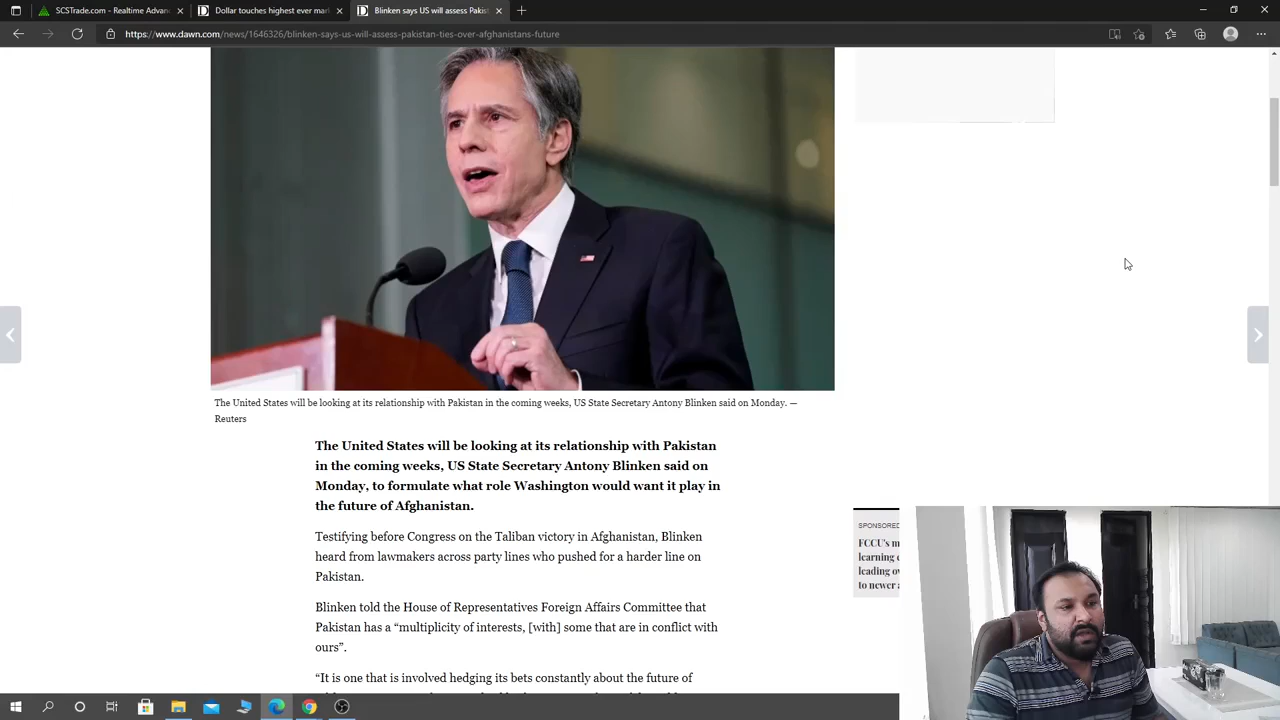 SCSTrade.com - Realtime Advanc
Dollar touches highest ever mark
Blinken says US will assess Pakist
https://www.dawn.com/news/1646326/blinken-says-us-will-assess-pakistan-ties-over-afghanistans-future
The United States will be looking at its relationship with Pakistan in the coming weeks, US State Secretary Antony Blinken said on Monday. —
Reuters
The United States will be looking at its relationship with Pakistan
in the coming weeks, US State Secretary Antony Blinken said on
Monday, to formulate what role Washington would want it play in
the future of Afghanistan.
Testifying before Congress on the Taliban victory in Afghanistan, Blinken
heard from lawmakers across party lines who pushed for a harder line on
Pakistan.
Blinken told the House of Representatives Foreign Affairs Committee that
Pakistan has a “multiplicity of interests, [with] some that are in conflict with
ours”.
“It is one that is involved hedging its bets constantly about the future of
SPONSORED
FCCU's m
learning
leading ov
to newer a